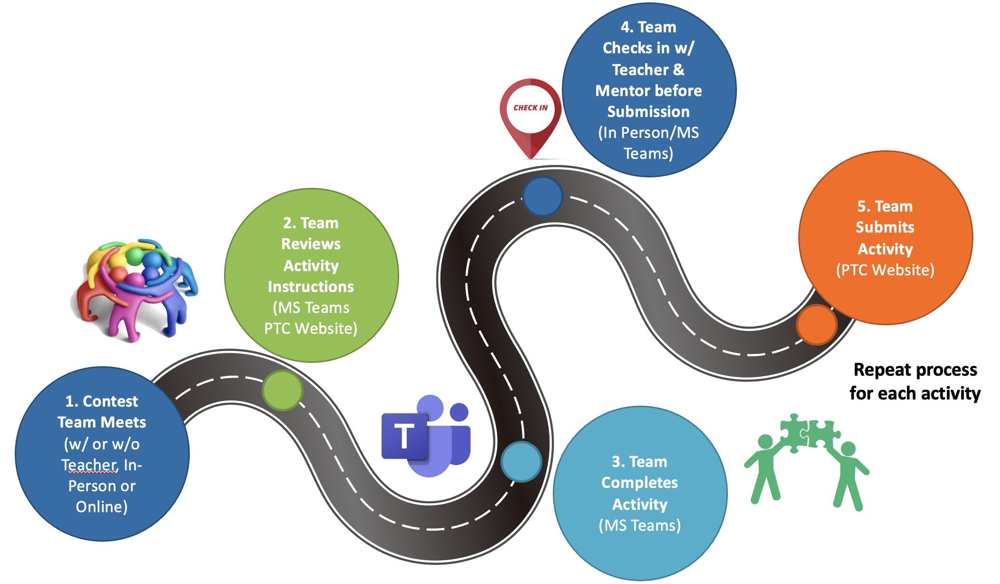 1. Contest
Team Meets
(w/ or w/o
Teacher, In-
Person or
Online)
2. Team
Reviews
Activity
Instructions
(MS Teams
PTC Website)
T
3. Team
Completes
Activity
(MS Teams)
CHECK IN
4. Team
Checks in w/
Teacher &
Mentor before
Submission
(In Person/MS
Teams)
5. Team
Submits
Activity
(PTC Website)
Repeat process
for each activity